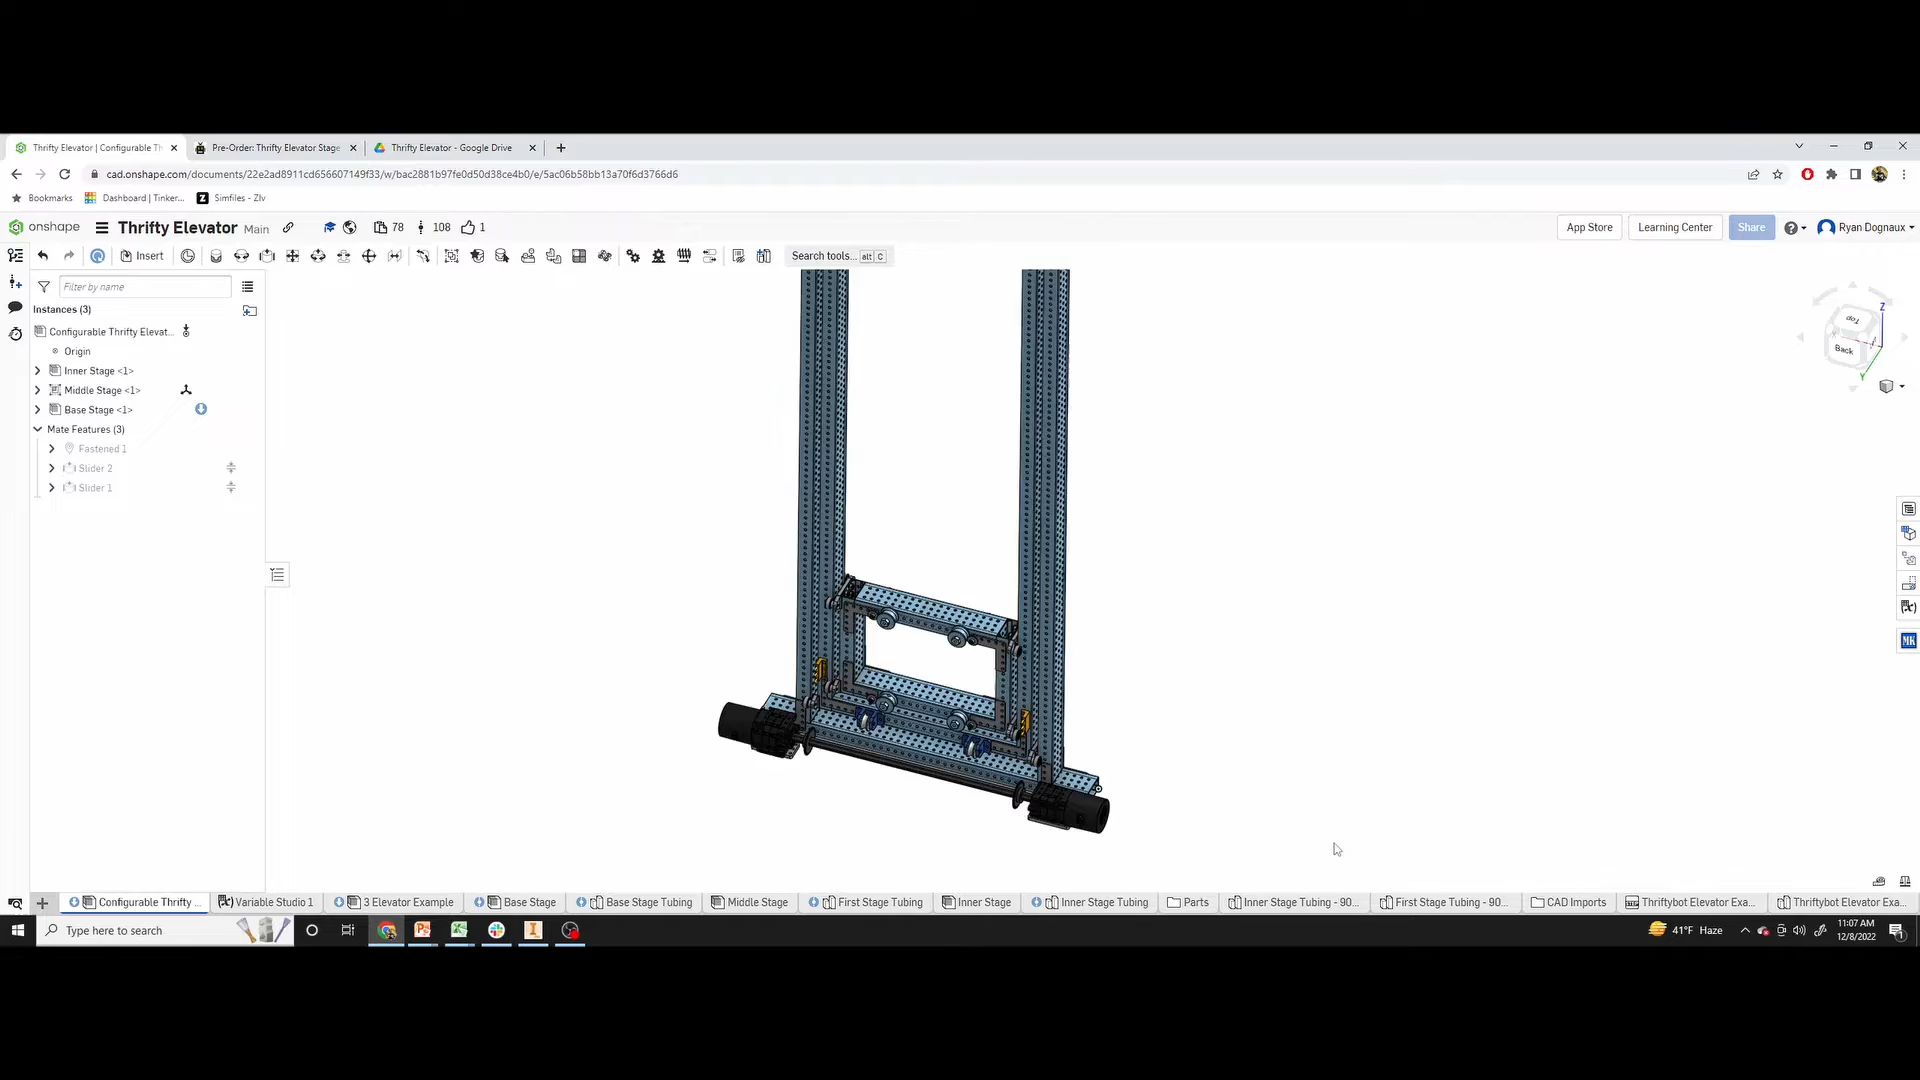 Thrifty Elevator | Configurable Th
Pre-Order: Thrifty Elevator Stage
Thrifty Elevator - Google Drive
cad.onshape.com/documents/22e2ad8911cd656607149f33/w/bac2881b97fe0d50d38ce4b0/e/5ac06b58bb13a70f6d3766d6
Bookmarks
Dashboard | Tinker...
Simfiles - ZIv
onshape
Thrifty Elevator Main
78
108
1
App Store
Learning Center
Share
Ryan Dognaux
Insert
Search tools... alt C
Filter by name
Instances (3)
Configurable Thrifty Elevat...
Origin
Inner Stage <1>
Middle Stage <1>
Base Stage <1>
Mate Features (3)
Fastened 1
Slider 2
Slider 1
Z
Top
Back
Y
MK
Configurable Thrifty ...
Variable Studio 1
3 Elevator Example
Base Stage
Base Stage Tubing
Middle Stage
First Stage Tubing
Inner Stage
Inner Stage Tubing
Parts
Inner Stage Tubing - 90...
First Stage Tubing - 90...
CAD Imports
Thriftybot Elevator Exa...
Thriftybot Elevator Exa...
Type here to search
41°F Haze
11:07 AM
12/8/2022